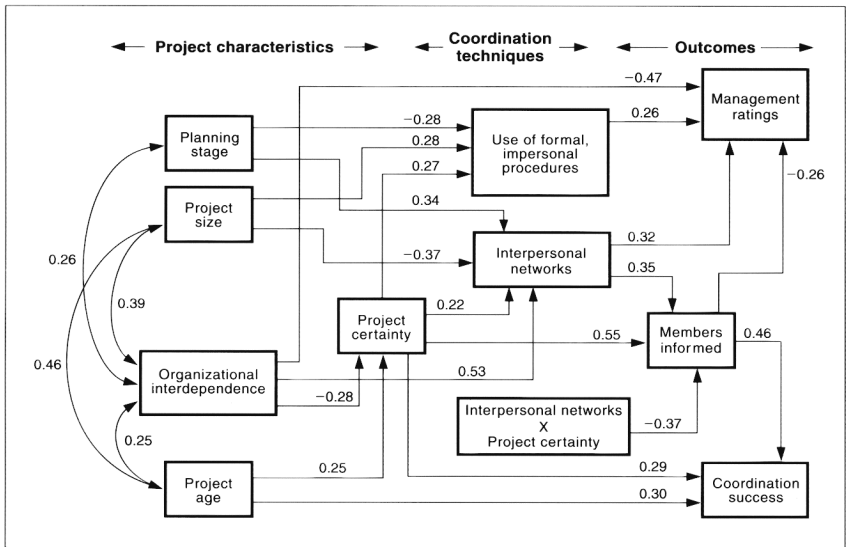 Project characteristics
Coordination
techniques
Outcomes
−0.47
Management
ratings
Planning
stage
−0.28
0.28
0.27
Use of formal,
impersonal
procedures
0.26
−0.26
Project
size
0.34
−0.37
Interpersonal
networks
0.32
0.35
0.26
0.39
0.46
0.25
Project
certainty
0.22
0.55
Members
informed
0.46
Organizational
interdependence
0.53
−0.28
Interpersonal networks
X
Project certainty
−0.37
Project
age
0.25
0.29
0.30
Coordination
success